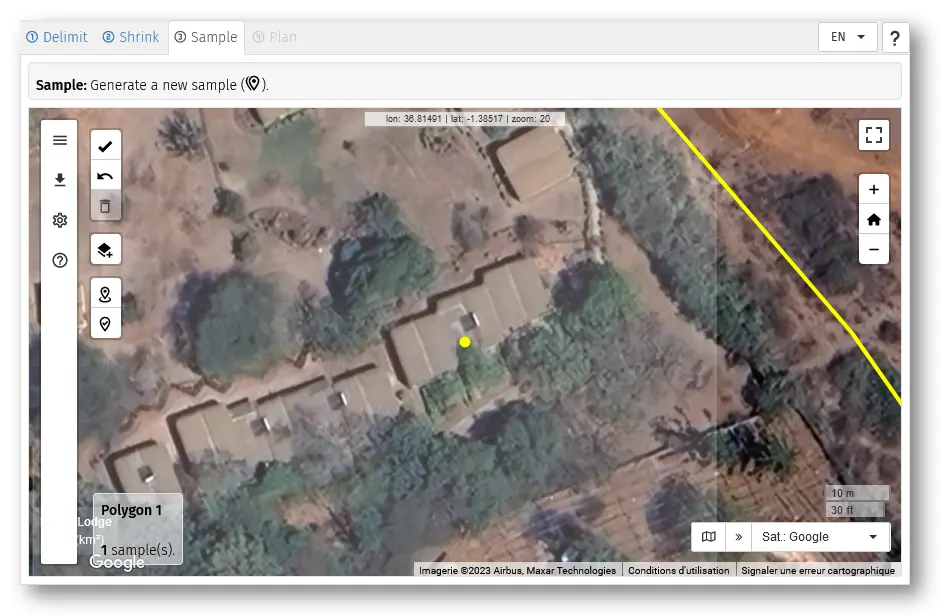 ① Delimit ② Shrink ③ Sample ④ Plan EN ?
Sample: Generate a new sample ( ).
lon: 36.81491 | lat: -1.38517 | zoom: 20
Polygon 1
Lodge
(km²)
1 sample(s).
Google
10 m
30 ft
Sat.: Google
Imagerie ©2023 Airbus, Maxar Technologies Conditions d'utilisation Signaler une erreur cartographique